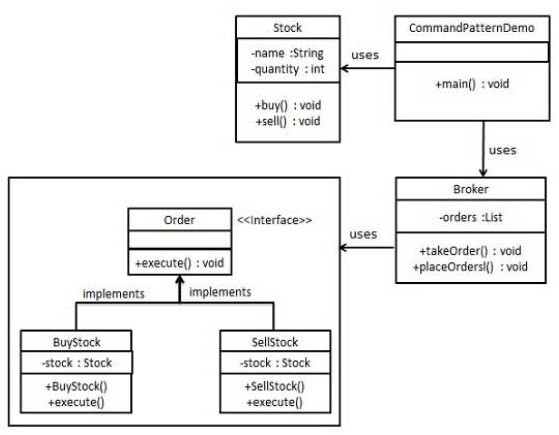 Stock
-name :String
-quantity : int
+buy() : void
+sell() : void
uses
CommandPatternDemo
+main() : void
uses
Broker
-orders :List
+takeOrder() : void
+placeOrdersl() : void
uses
Order
<<Interface>>
+execute() : void
implements
implements
BuyStock
-stock : Stock
+BuyStock()
+execute()
SellStock
-stock : Stock
+SellStock()
+execute()